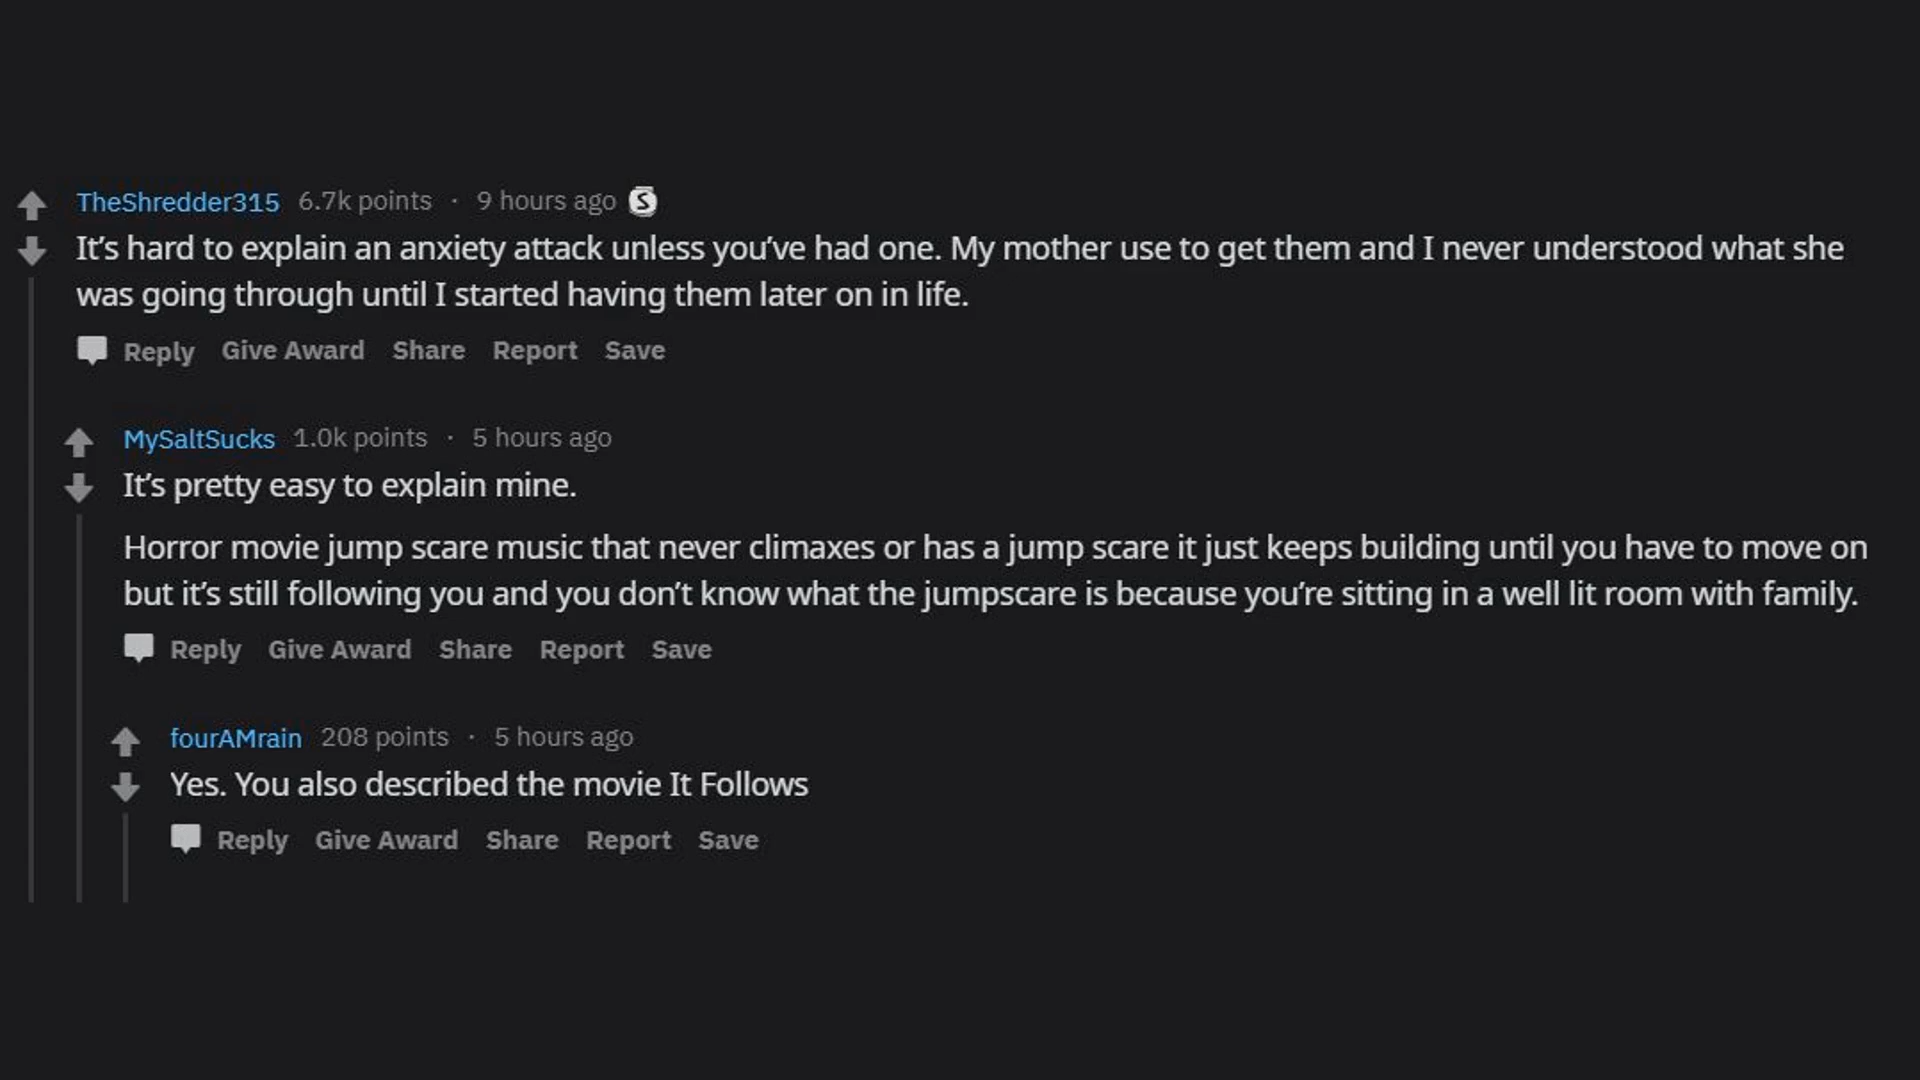 TheShredder315 6.7k points · 9 hours ago S
It’s hard to explain an anxiety attack unless you’ve had one. My mother use to get them and I never understood what she
was going through until I started having them later on in life.
Reply Give Award Share Report Save
MySaltSucks 1.0k points · 5 hours ago
It’s pretty easy to explain mine.
Horror movie jump scare music that never climaxes or has a jump scare it just keeps building until you have to move on
but it’s still following you and you don’t know what the jumpscare is because you’re sitting in a well lit room with family.
Reply Give Award Share Report Save
fourAMrain 208 points · 5 hours ago
Yes. You also described the movie It Follows
Reply Give Award Share Report Save